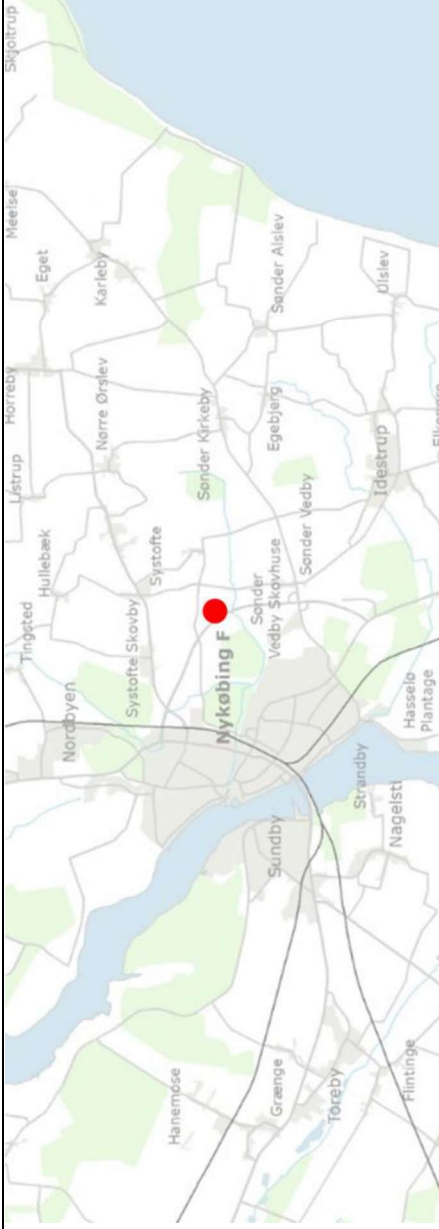 Skjoltrup
Meelse
Eget
Karleby
Horreby
Nørre Ørslev
Sønder Alslev
Ulslev
Listrup
Sønder Kirkeby
Egebjerg
Hullebæk
Systofte
Idestrup
Sønder Vedby
Tingsted
Systofte Skovby
Sønder
Vedby Skovhuse
Nykøbing F
Nordbyen
Hasselø
Plantage
Strandby
Sundby
Nagelsti
Hanemose
Grænge
Toreby
Flintinge